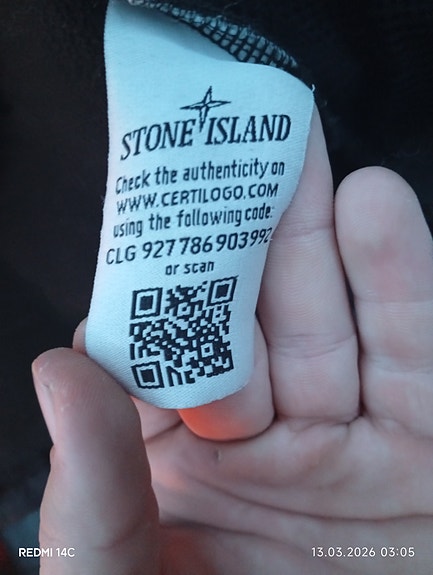 STONE ISLAND
Check the authenticity on
WWW.CERTILOGO.COM
using the following code:
CLG 927 786 903 992
or scan
REDMI 14C
13.03.2026 03:05